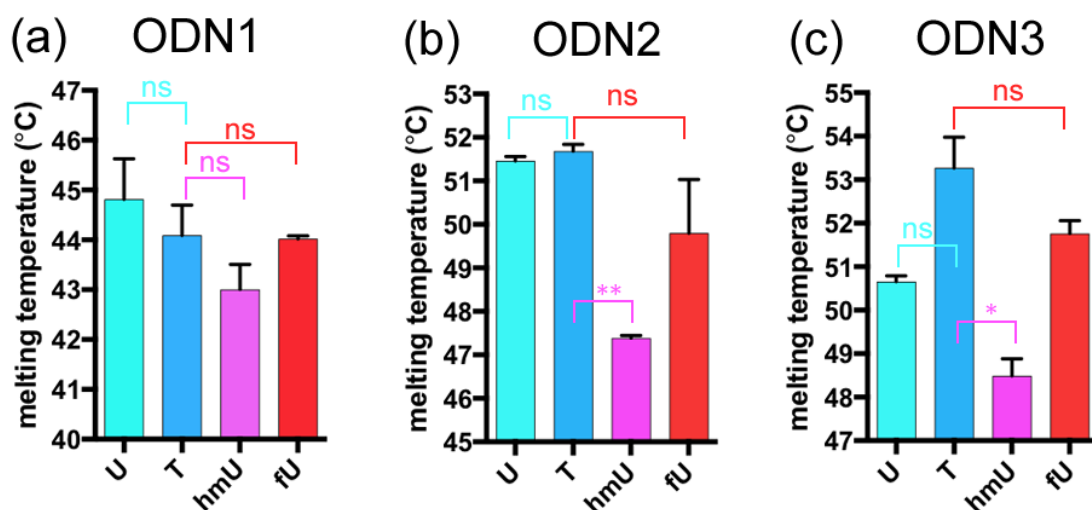 (a) ODN1
melting temperature (°C)
47
46
45
44
43
42
41
40
ns
ns
ns
U
T
hmU
fU
(b) ODN2
melting temperature (°C)
53
52
51
50
49
48
47
46
45
ns
ns
**
U
T
hmU
fU
(c) ODN3
melting temperature (°C)
55
54
53
52
51
50
49
48
47
ns
ns
*
U
T
hmU
fU